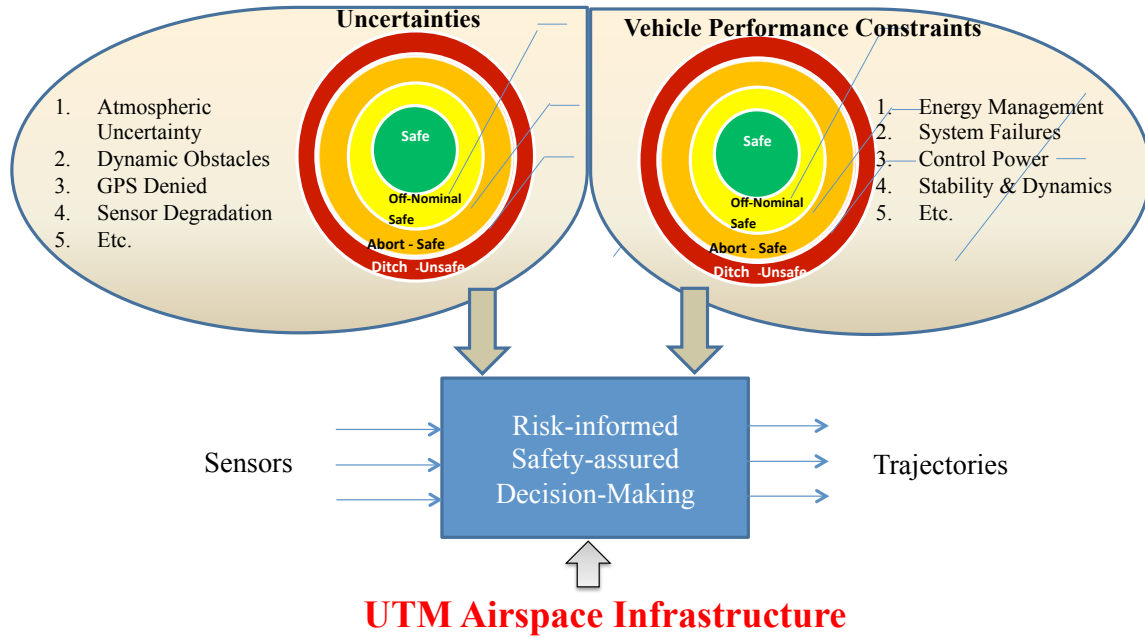 Uncertainties
1. Atmospheric
Uncertainty
2. Dynamic Obstacles
3. GPS Denied
4. Sensor Degradation
5. Etc.
Safe
Off-Nominal
Safe
Abort - Safe
Ditch -Unsafe
Vehicle Performance Constraints
Safe
Off-Nominal
Safe
Abort - Safe
Ditch -Unsafe
1. Energy Management
2. System Failures
3. Control Power
4. Stability & Dynamics
5. Etc.
Sensors
Risk-informed
Safety-assured
Decision-Making
Trajectories
UTM Airspace Infrastructure